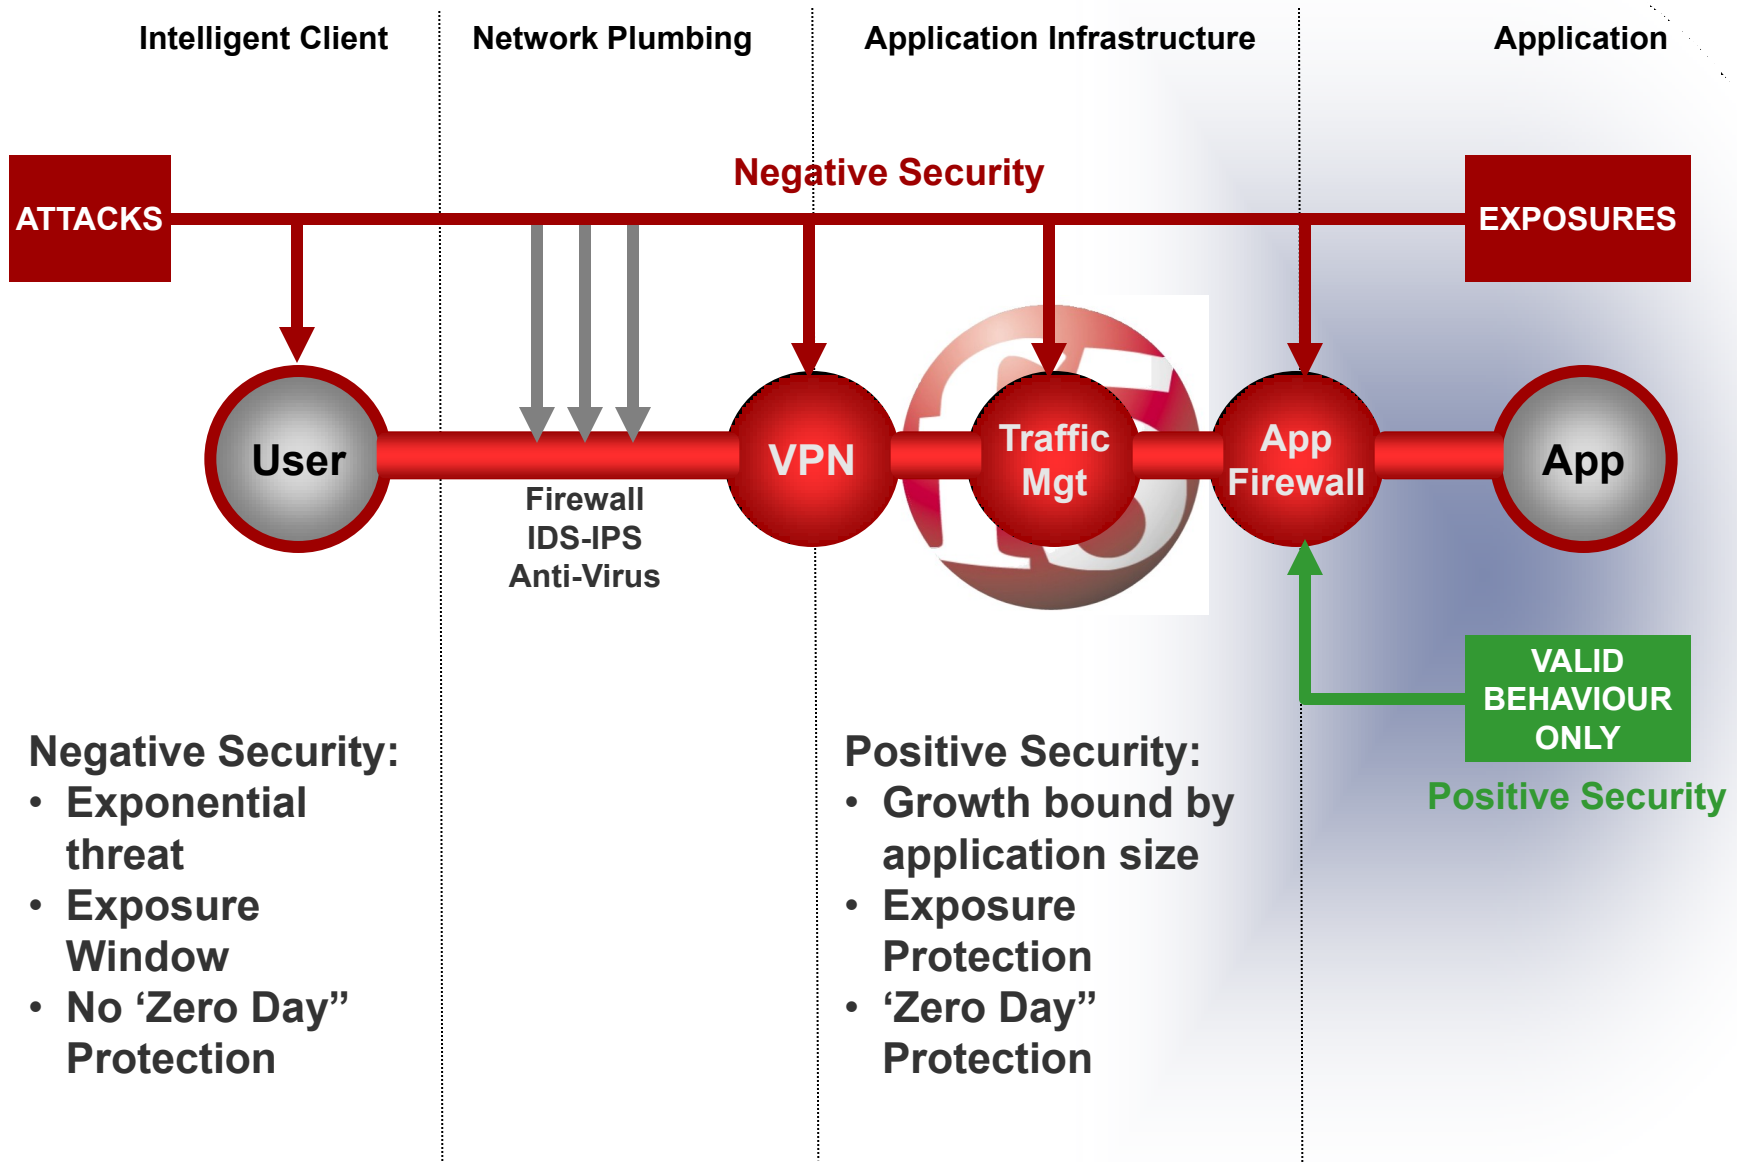 Intelligent Client
Network Plumbing
Application Infrastructure
Application
Negative Security
ATTACKS
EXPOSURES
User
VPN
Traffic
Mgt
App
Firewall
App
Firewall
IDS-IPS
Anti-Virus
VALID
BEHAVIOUR
ONLY
Positive Security
Negative Security:
• Exponential
threat
• Exposure
Window
• No ‘Zero Day”
Protection
Positive Security:
• Growth bound by
application size
• Exposure
Protection
• ‘Zero Day”
Protection